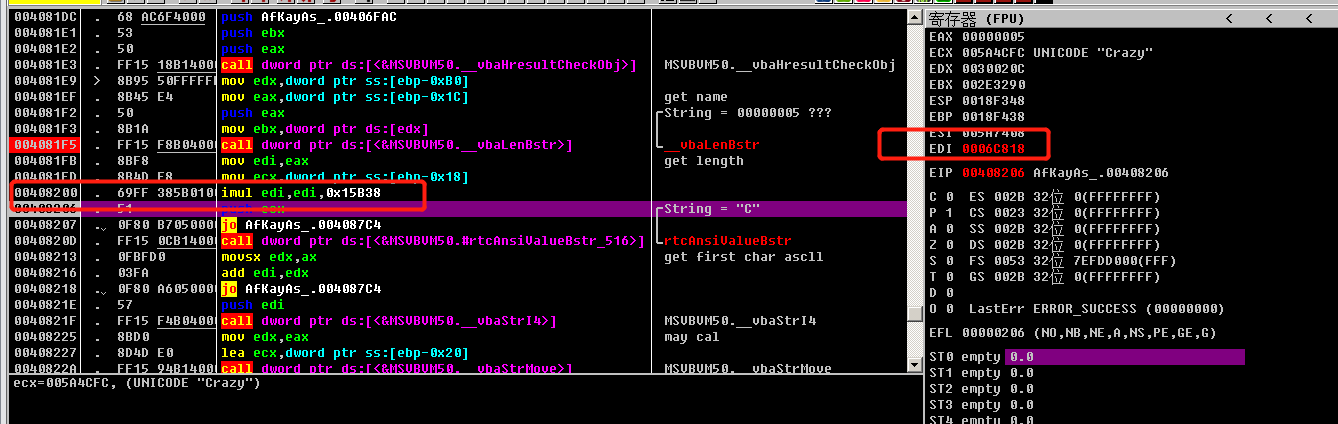 004081DC . 68 AC6F4000 push AfKayAs_.00406FAC
004081E1 . 53 push ebx
004081E2 . 50 push eax
004081E3 . FF15 18B14000 call dword ptr ds:[<&MSVBVM50.__vbaHresultCheckObj>] MSVBVM50.__vbaHresultCheckObj
004081E9 > 8B95 50FFFFFF mov edx,dword ptr ss:[ebp-0xB0]
004081EF . 8B45 E4 mov eax,dword ptr ss:[ebp-0x1C] get name
004081F2 . 50 push eax String = 00000005 ???
004081F3 . 8B1A mov ebx,dword ptr ds:[edx]
004081F5 . FF15 F8B04000 call dword ptr ds:[<&MSVBVM50.__vbaLenBstr>] __vbaLenBstr
004081FB . 8BF8 mov edi,eax get length
004081FD . 8B4D E8 mov ecx,dword ptr ss:[ebp-0x18]
00408200 . 69FF 385B0100 imul edi,edi,0x15B38
00408206 . 51 push ecx String = "C"
00408207 . 0F80 B7050000 jo AfKayAs_.004087C4
0040820D . FF15 0CB14000 call dword ptr ds:[<&MSVBVM50.#rtcAnsiValueBstr_516>] rtcAnsiValueBstr
00408213 . 0FBFD0 movsx edx,ax get first char ascll
00408216 . 03FA add edi,edx
00408218 . 0F80 A6050000 jo AfKayAs_.004087C4
0040821E . 57 push edi
0040821F . FF15 F4B04000 call dword ptr ds:[<&MSVBVM50.__vbaStrI4>] MSVBVM50.__vbaStrI4
00408225 . 8BD0 mov edx,eax may cal
00408227 . 8D4D E0 lea ecx,dword ptr ss:[ebp-0x20]
0040822A . FF15 94B14000 call dword ptr ds:[<&MSVBVM50.__vbaStrMove>] MSVBVM50.__vbaStrMove
ecx=005A4CFC, (UNICODE "Crazy")
寄存器 (FPU) < < <
EAX 00000005
ECX 005A4CFC UNICODE "Crazy"
EDX 0030020C
EBX 002E3290
ESP 0018F348
EBP 0018F438
ESI 005A7408
EDI 0006C818
EIP 00408206 AfKayAs_.00408206
C 0 ES 002B 32位 0(FFFFFFFF)
P 1 CS 0023 32位 0(FFFFFFFF)
A 0 SS 002B 32位 0(FFFFFFFF)
Z 0 DS 002B 32位 0(FFFFFFFF)
S 0 FS 0053 32位 7EFDD000(FFF)
T 0 GS 002B 32位 0(FFFFFFFF)
D 0
O 0 LastErr ERROR_SUCCESS (00000000)
EFL 00000206 (NO,NB,NE,A,NS,PE,GE,G)
ST0 empty 0.0
ST1 empty 0.0
ST2 empty 0.0
ST3 empty 0.0
ST4 empty 0.0